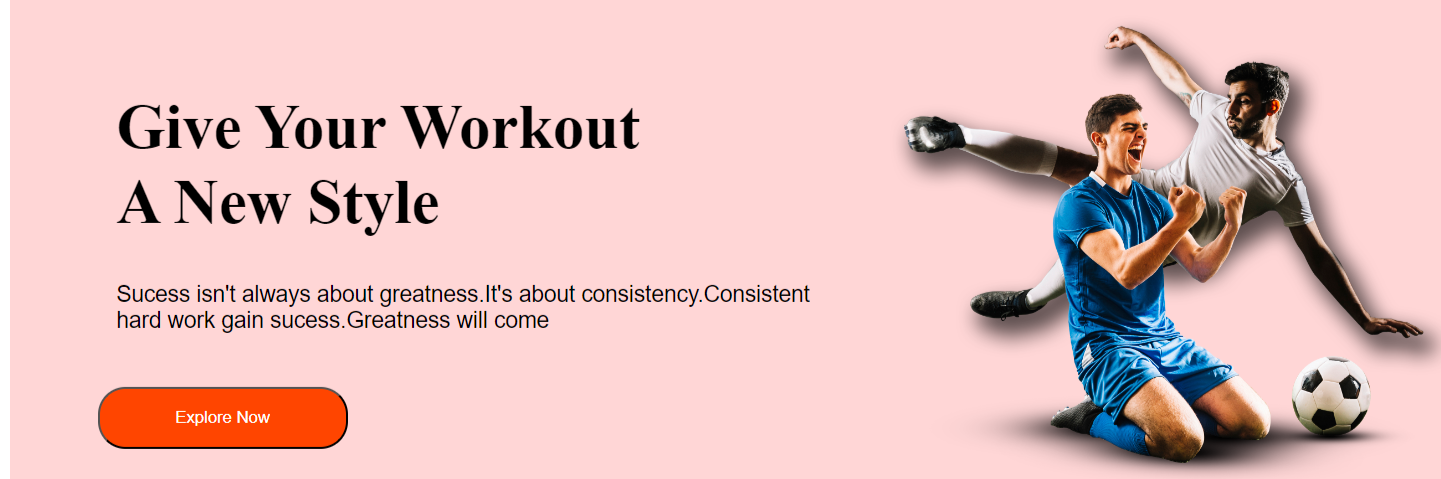 Give Your Workout
A New Style
Sucess isn't always about greatness.It's about consistency.Consistent
hard work gain sucess.Greatness will come
Explore Now